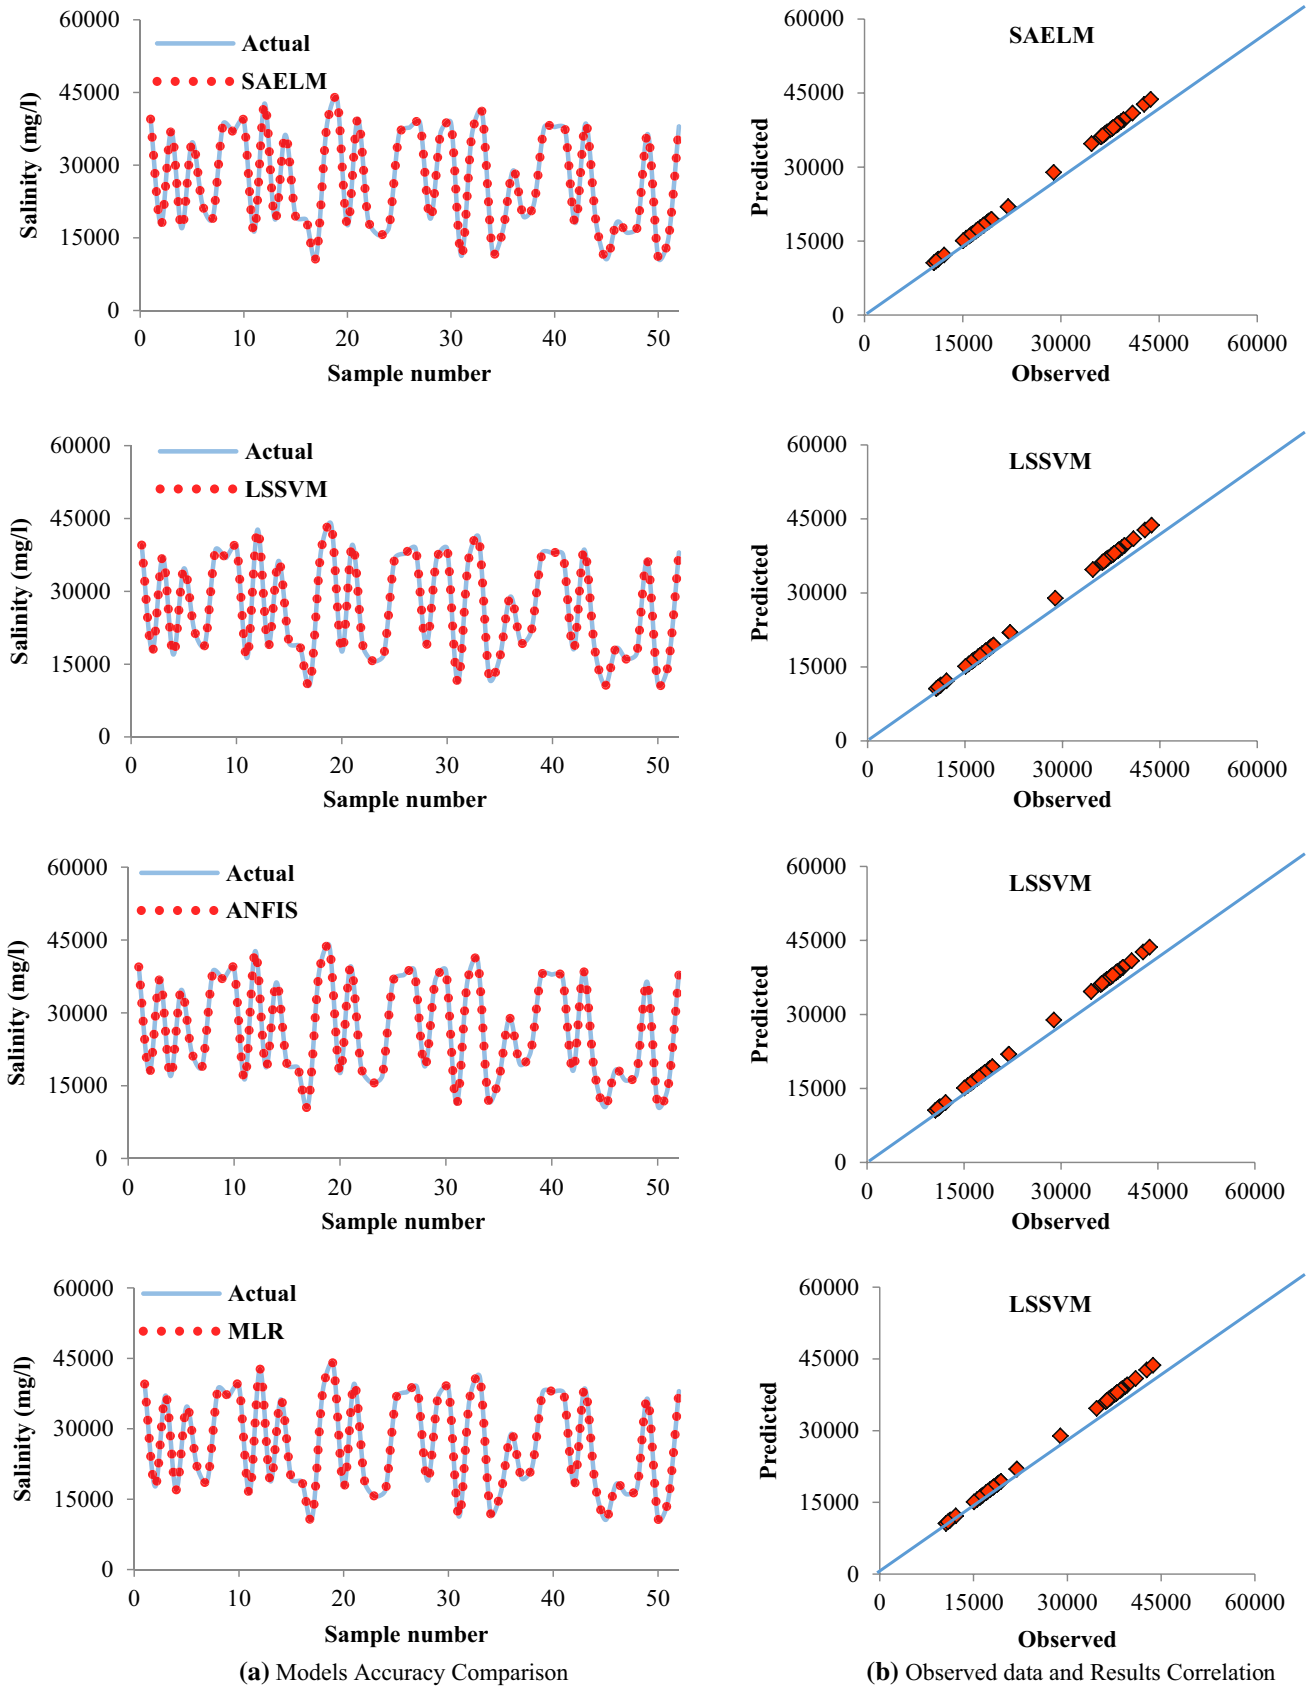 60000
45000
30000
15000
0
Salinity (mg/l)
Actual
SAELM
0 10 20 30 40 50
Sample number
60000
45000
30000
15000
0
Predicted
SAELM
0 15000 30000 45000 60000
Observed
60000
45000
30000
15000
0
Salinity (mg/l)
Actual
LSSVM
0 10 20 30 40 50
Sample number
60000
45000
30000
15000
0
Predicted
LSSVM
0 15000 30000 45000 60000
Observed
60000
45000
30000
15000
0
Salinity (mg/l)
Actual
ANFIS
0 10 20 30 40 50
Sample number
60000
45000
30000
15000
0
Predicted
LSSVM
0 15000 30000 45000 60000
Observed
60000
45000
30000
15000
0
Salinity (mg/l)
Actual
MLR
0 10 20 30 40 50
Sample number
60000
45000
30000
15000
0
Predicted
LSSVM
0 15000 30000 45000 60000
Observed
(a) Models Accuracy Comparison
(b) Observed data and Results Correlation